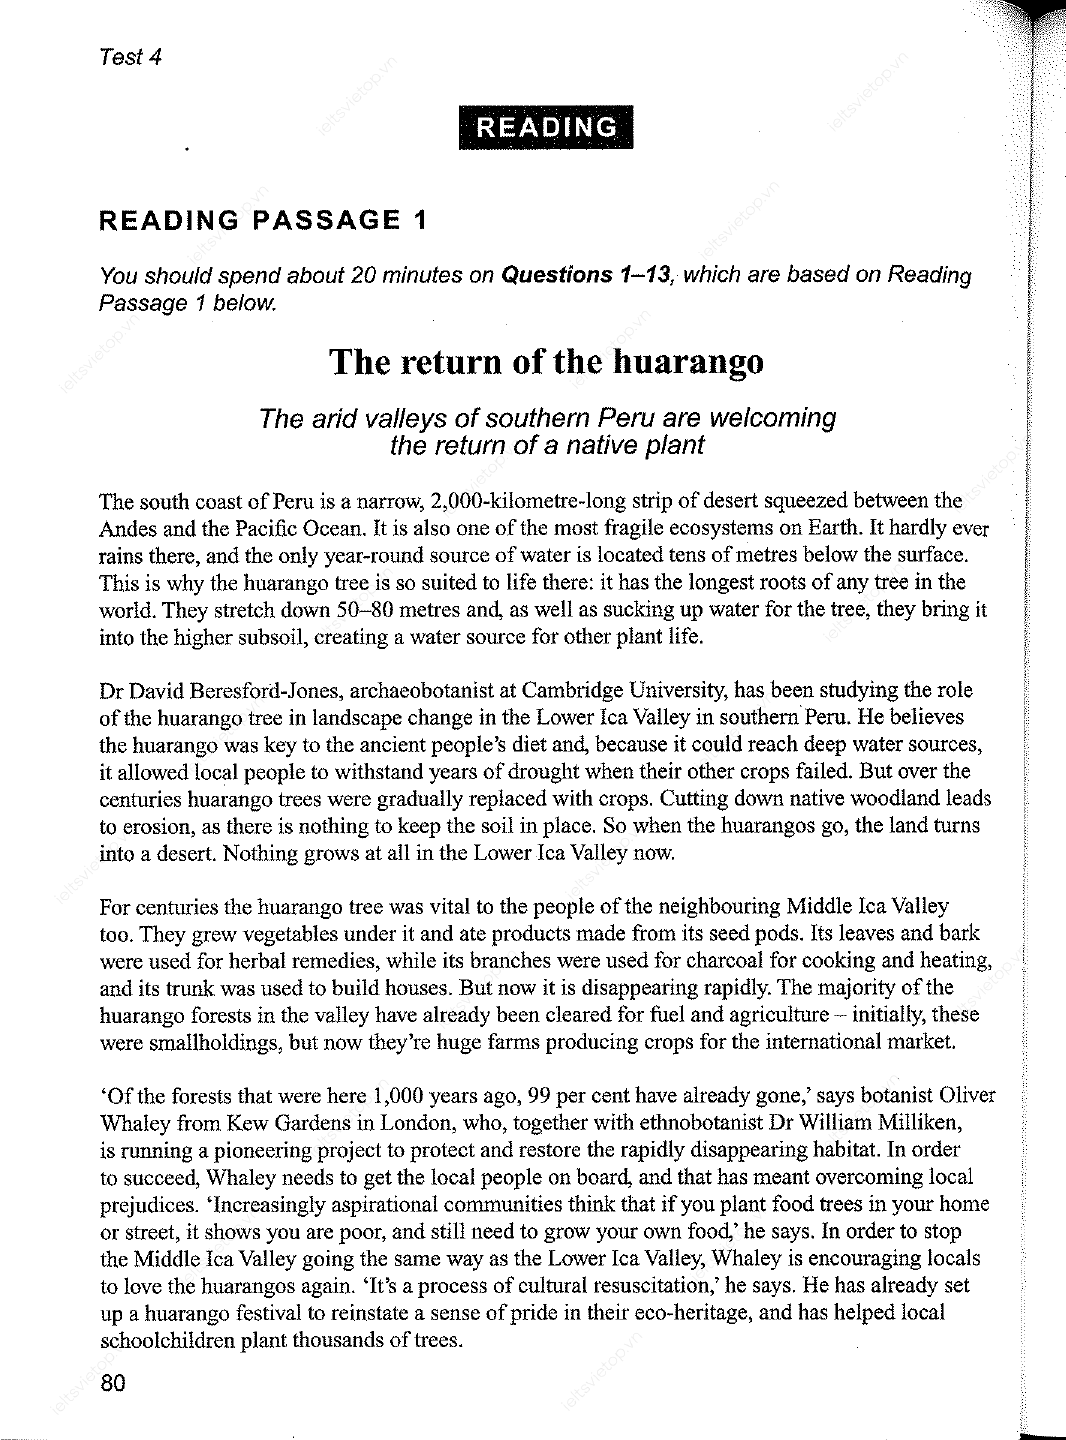 Test 4
READING
READING PASSAGE 1
You should spend about 20 minutes on Questions 1–13, which are based on Reading
Passage 1 below.
The return of the huarango
The arid valleys of southern Peru are welcoming
the return of a native plant
The south coast of Peru is a narrow, 2,000-kilometre-long strip of desert squeezed between the
Andes and the Pacific Ocean. It is also one of the most fragile ecosystems on Earth. It hardly ever
rains there, and the only year-round source of water is located tens of metres below the surface.
This is why the huarango tree is so suited to life there: it has the longest roots of any tree in the
world. They stretch down 50–80 metres and, as well as sucking up water for the tree, they bring it
into the higher subsoil, creating a water source for other plant life.
Dr David Beresford-Jones, archaeobotanist at Cambridge University, has been studying the role
of the huarango tree in landscape change in the Lower Ica Valley in southern Peru. He believes
the huarango was key to the ancient people's diet and, because it could reach deep water sources,
it allowed local people to withstand years of drought when their other crops failed. But over the
centuries huarango trees were gradually replaced with crops. Cutting down native woodland leads
to erosion, as there is nothing to keep the soil in place. So when the huarangos go, the land turns
into a desert. Nothing grows at all in the Lower Ica Valley now.
For centuries the huarango tree was vital to the people of the neighbouring Middle Ica Valley
too. They grew vegetables under it and ate products made from its seed pods. Its leaves and bark
were used for herbal remedies, while its branches were used for charcoal for cooking and heating,
and its trunk was used to build houses. But now it is disappearing rapidly. The majority of the
huarango forests in the valley have already been cleared for fuel and agriculture – initially, these
were smallholdings, but now they're huge farms producing crops for the international market.
'Of the forests that were here 1,000 years ago, 99 per cent have already gone,' says botanist Oliver
Whaley from Kew Gardens in London, who, together with ethnobotanist Dr William Milliken,
is running a pioneering project to protect and restore the rapidly disappearing habitat. In order
to succeed, Whaley needs to get the local people on board, and that has meant overcoming local
prejudices. 'Increasingly aspirational communities think that if you plant food trees in your home
or street, it shows you are poor, and still need to grow your own food,' he says. In order to stop
the Middle Ica Valley going the same way as the Lower Ica Valley, Whaley is encouraging locals
to love the huarangos again. 'It's a process of cultural resuscitation,' he says. He has already set
up a huarango festival to reinstate a sense of pride in their eco-heritage, and has helped local
schoolchildren plant thousands of trees.
80